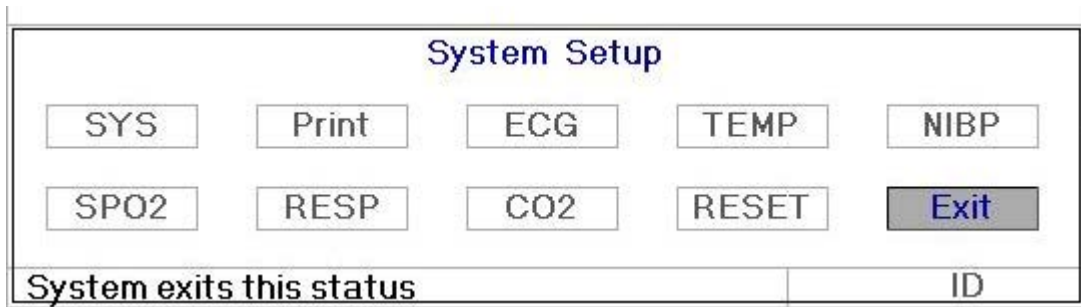 System Setup
SYS Print ECG TEMP NIBP
SPO2 RESP CO2 RESET Exit
System exits this status ID